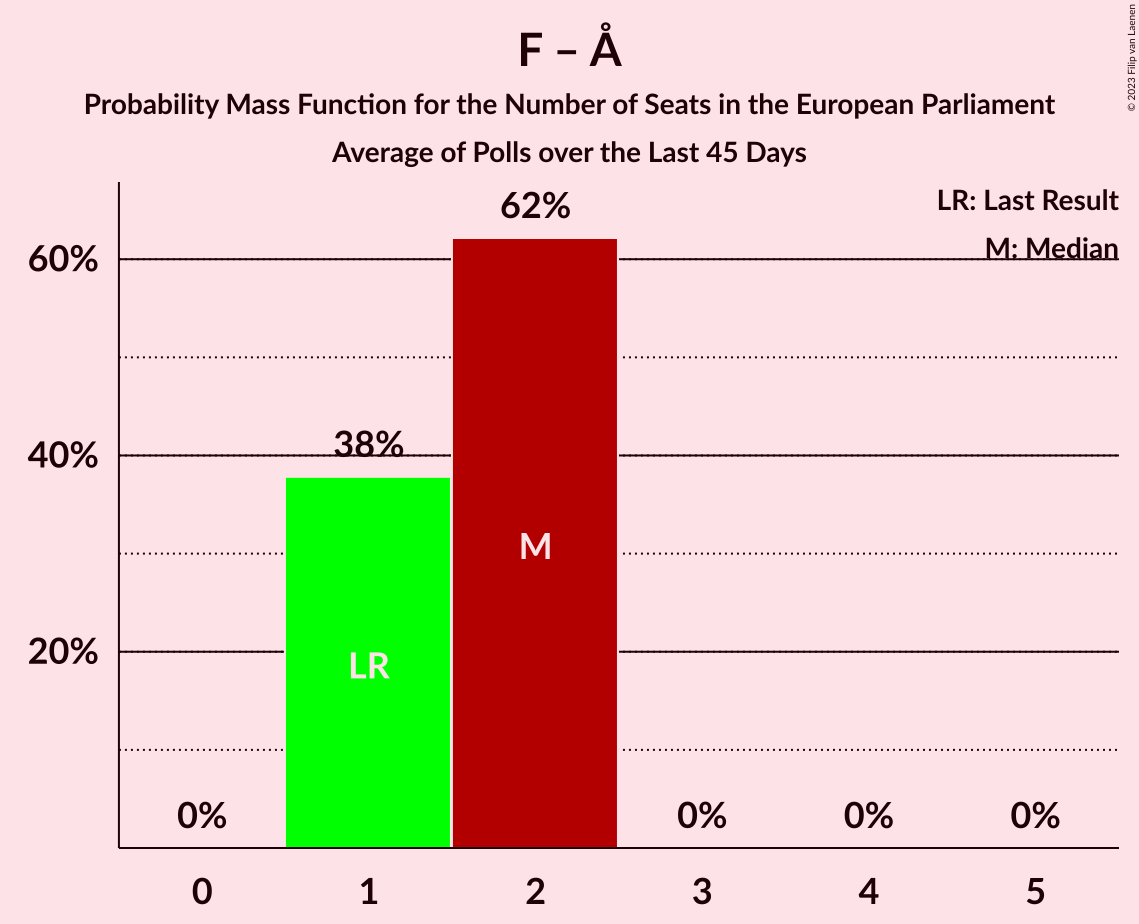 F – Å
Probability Mass Function for the Number of Seats in the European Parliament
Average of Polls over the Last 45 Days
© 2023 Filip van Laenen
LR: Last Result
M: Median
62%
60%
38%
40%
M
LR
20%
0%
0%
0%
0%
0 1 2 3 4 5